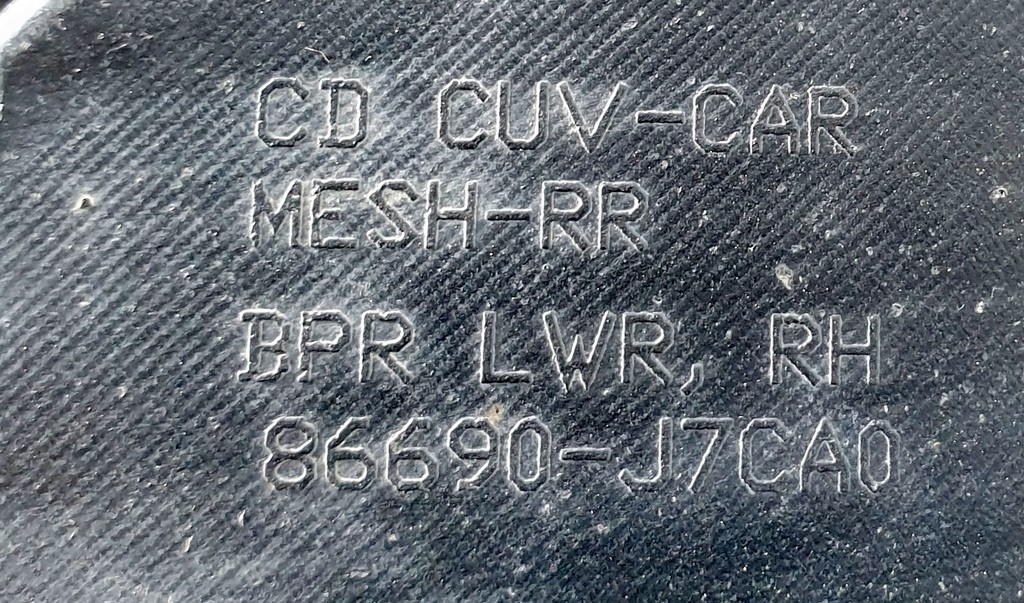 CD CUV-CAR
MESH-RR
BPR LWR, RH
86690-J7CA0